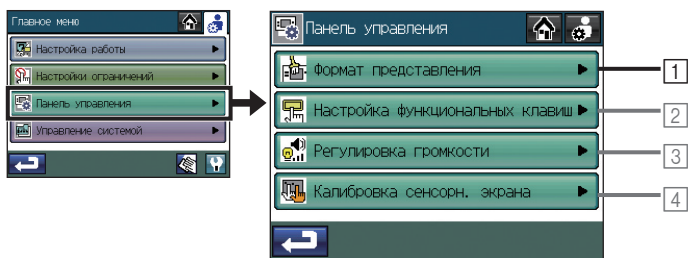 Главное меню
Настройка работы
Настройки ограничений
Панель управления
Управление системой
Панель управления
Формат представления
1
Настройка функциональных клавиш
2
Регулировка громкости
3
Калибровка сенсорн. экрана
4